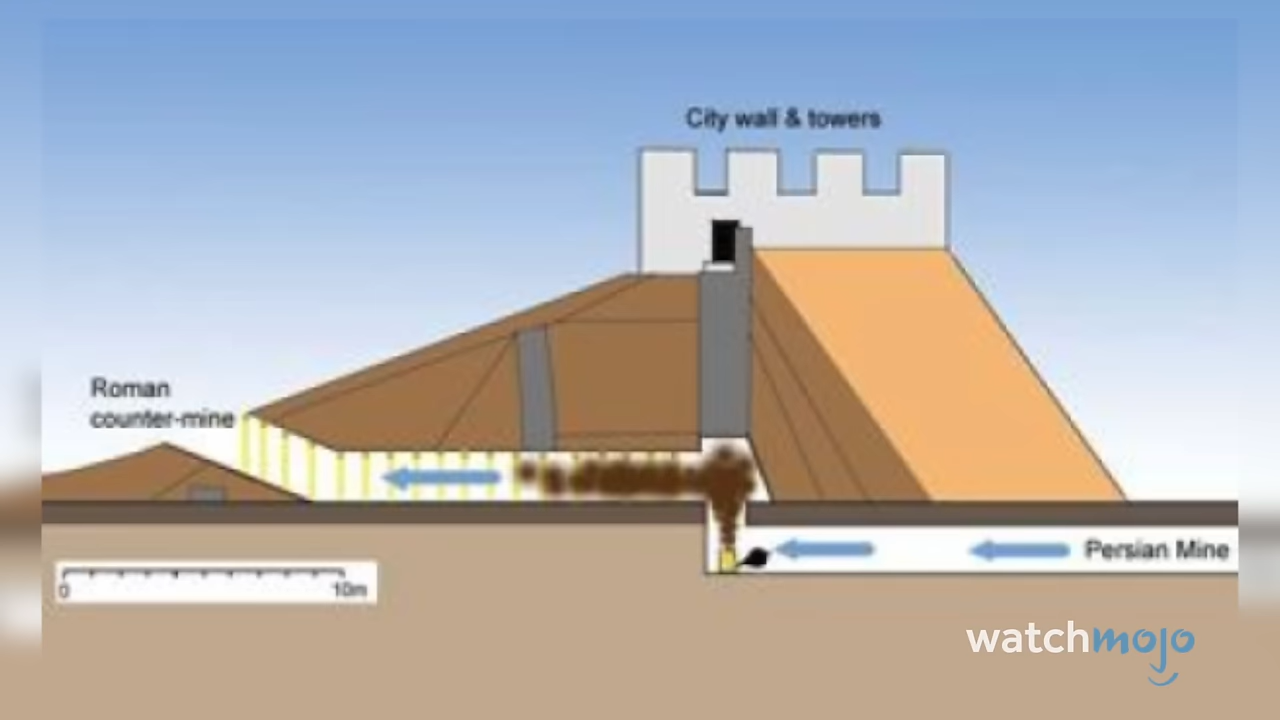 City wall & towers
Roman
counter-mine
Persian Mine
0
10m
watchmojo